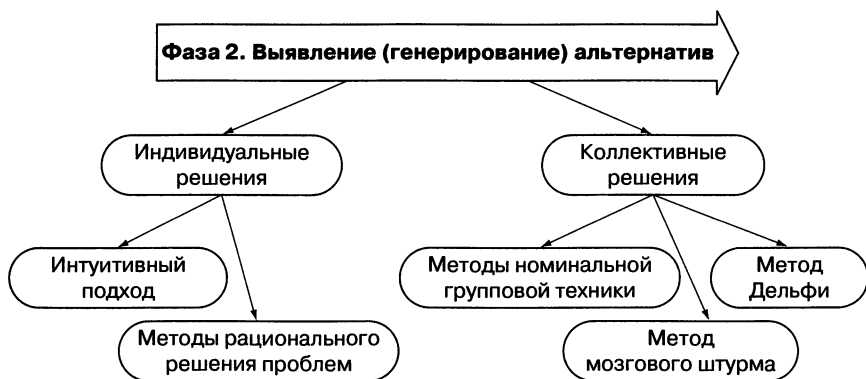 Фаза 2. Выявление (генерирование) альтернатив
Индивидуальные
решения
Коллективные
решения
Интуитивный
подход
Методы номинальной
групповой техники
Метод
Дельфи
Методы рационального
решения проблем
Метод
мозгового штурма